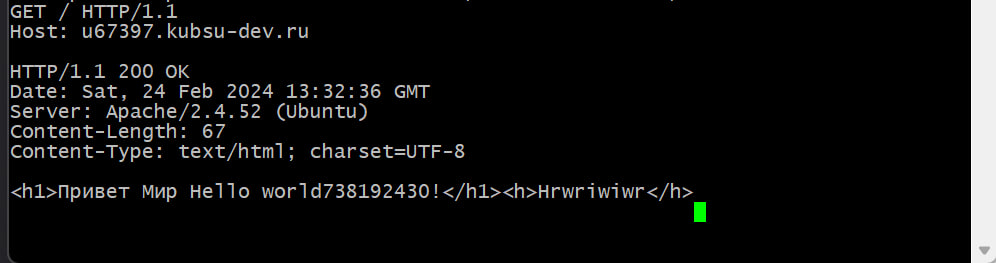 GET / HTTP/1.1
Host: u67397.kubsu-dev.ru
HTTP/1.1 200 OK
Date: Sat, 24 Feb 2024 13:32:36 GMT
Server: Apache/2.4.52 (Ubuntu)
Content-Length: 67
Content-Type: text/html; charset=UTF-8
<h1>Привет Мир Hello world738192430!</h1><h>Hrwriwiwr</h>